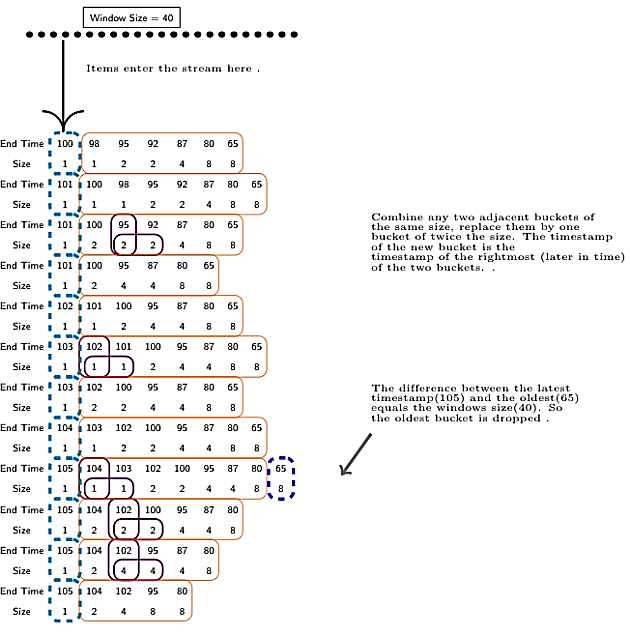 Window Size = 40
Items enter the stream here .
End Time 100 98 95 92 87 80 65
Size 1 1 2 2 4 8 8
End Time 101 100 98 95 92 87 80 65
Size 1 1 1 2 2 4 8 8
End Time 101 100 95 92 87 80 65
Size 1 2 2 2 4 8 8
End Time 101 100 95 87 80 65
Size 1 2 4 4 8 8
End Time 102 101 100 95 87 80 65
Size 1 1 2 4 4 8 8
End Time 103 102 101 100 95 87 80 65
Size 1 1 1 2 4 4 8 8
End Time 103 102 100 95 87 80 65
Size 1 2 2 4 4 8 8
End Time 104 103 102 100 95 87 80 65
Size 1 1 2 2 4 4 8 8
End Time 105 104 103 102 100 95 87 80 65
Size 1 1 1 2 2 4 4 8 8
End Time 105 104 102 100 95 87 80
Size 1 2 2 2 4 4 8
End Time 105 104 102 95 87 80
Size 1 2 4 4 4 8
End Time 105 104 102 95 80
Size 1 2 4 8 8
Combine any two adjacent buckets of
the same size, replace them by one
bucket of twice the size. The timestamp
of the new bucket is the
timestamp of the rightmost (later in time)
of the two buckets. .
The difference between the latest
timestamp(105) and the oldest(65)
equals the windows size(40). So
the oldest bucket is dropped .